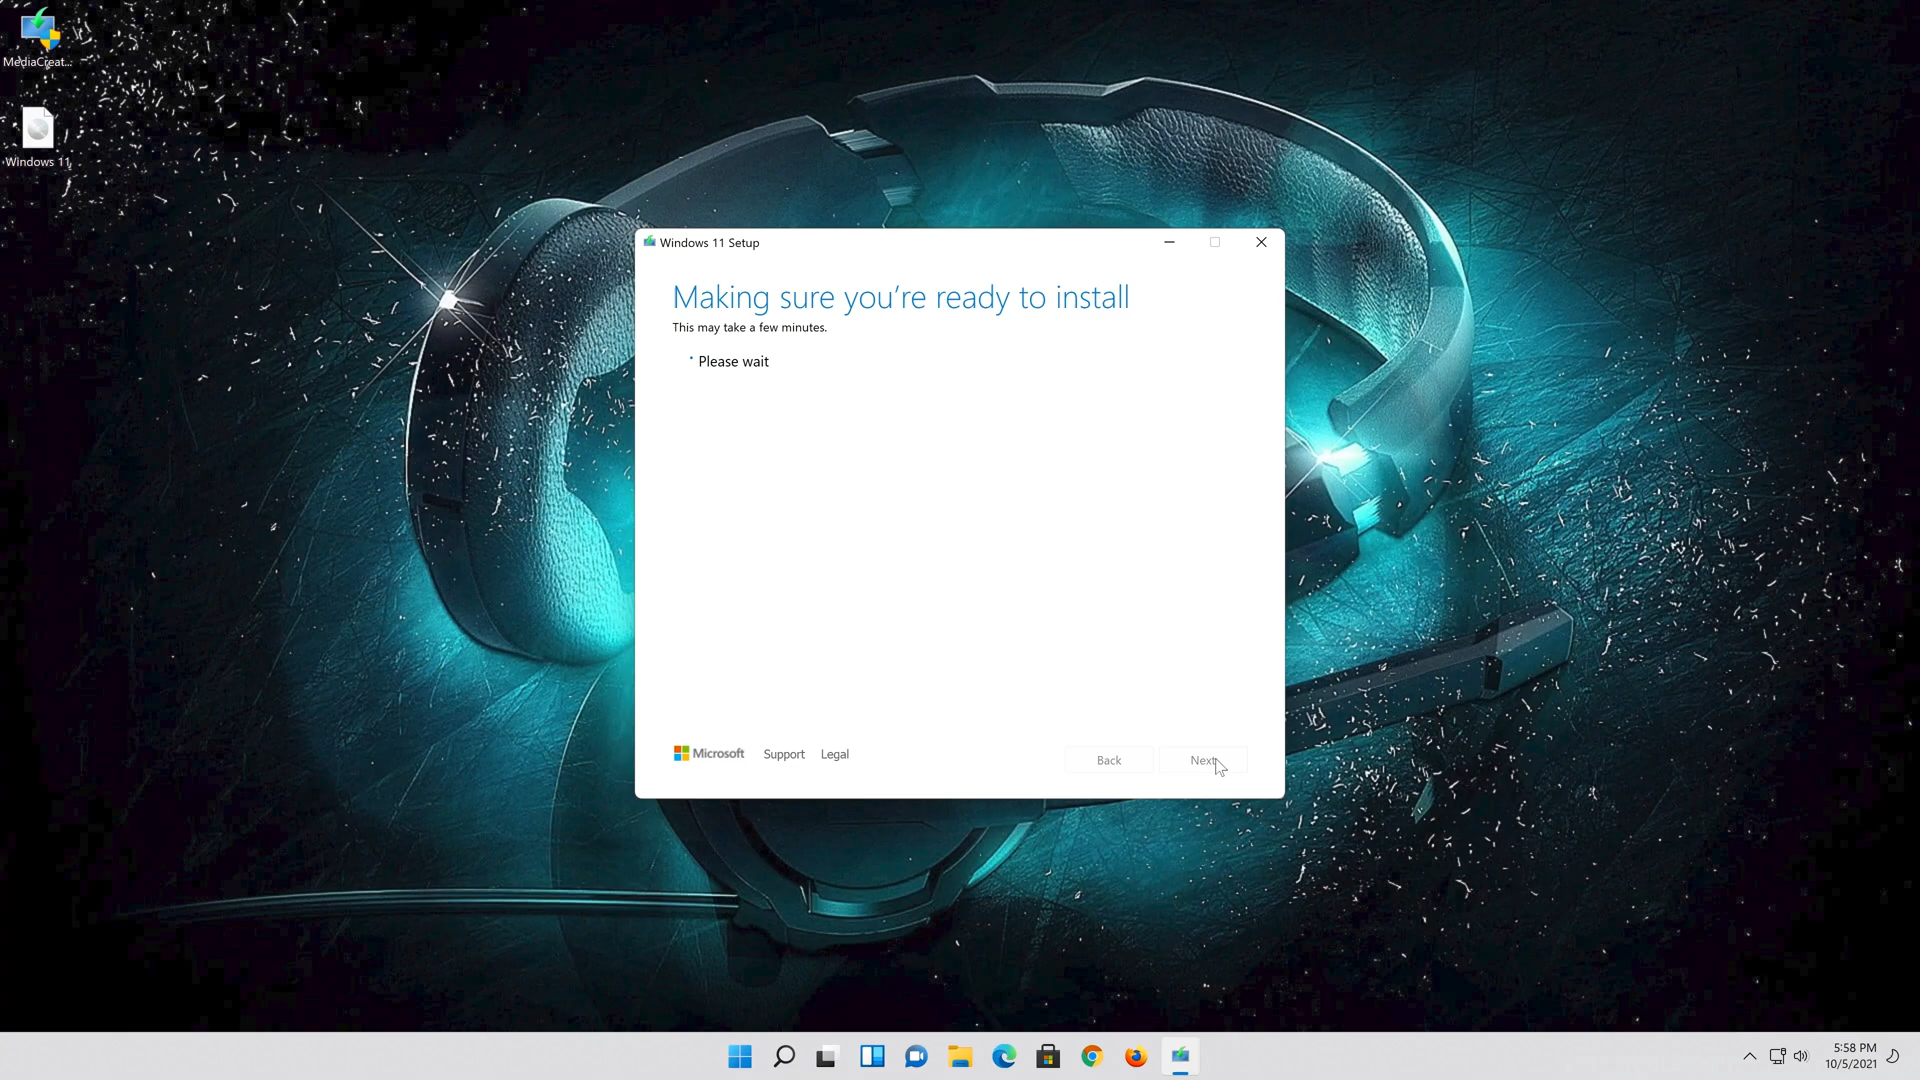 MediaCreat...
Windows 11
Windows 11 Setup
Making sure you’re ready to install
This may take a few minutes.
Please wait
Microsoft
Support
Legal
Back
Next
5:58 PM
10/5/2021